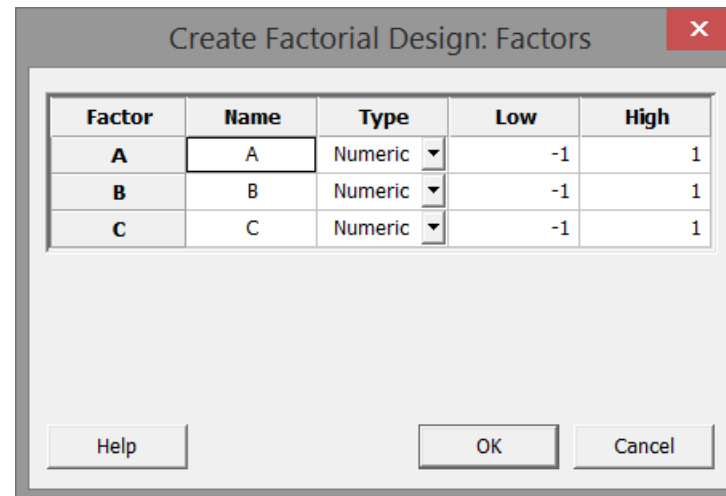 Create Factorial Design: Factors
Factor Name Type Low High
A A Numeric -1 1
B B Numeric -1 1
C C Numeric -1 1
Help OK Cancel